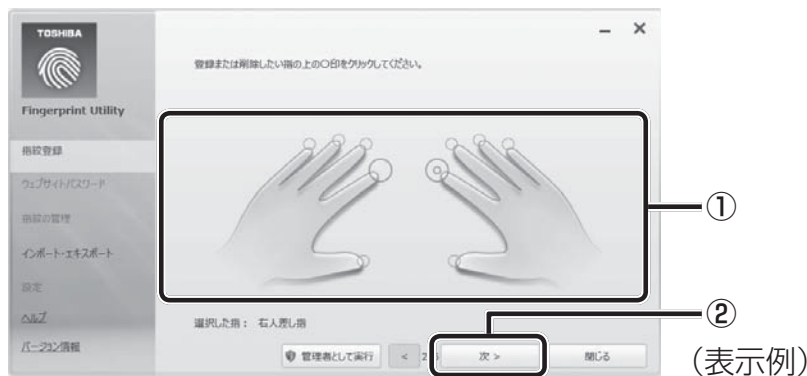 TOSHIBA
登録または削除したい指の上の○印をクリックしてください。
Fingerprint Utility
指紋登録
ウェブサイトパスワード
指紋の管理
インポート・エキスポート
設定
ヘルプ
バージョン情報
①
選択した指： 右人差し指
②
管理者として実行
<
次 >
閉じる
（表示例）